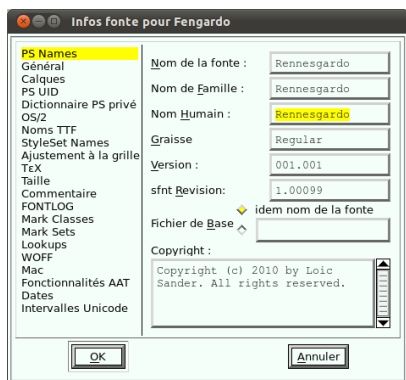 Infos fonte pour Fengardo
PS Names
Général
Calques
PS UID
Dictionnaire PS privé
OS/2
Noms TTF
StyleSet Names
Ajustement à la grille
TεX
Taille
Commentaire
FONTLOG
Mark Classes
Mark Sets
Lookups
WOFF
Mac
Fonctionnalités AAT
Dates
Intervalles Unicode
Nom de la fonte : Rennesgardo
Nom de Famille : Rennesgardo
Nom Humain : Rennesgardo
Graisse Regular
Version : 001.001
sfnt Revision: 1.00099
idem nom de la fonte
Fichier de Base
Copyright :
Copyright (c) 2010 by Loic
Sander. All rights reserved.
OK Annuler